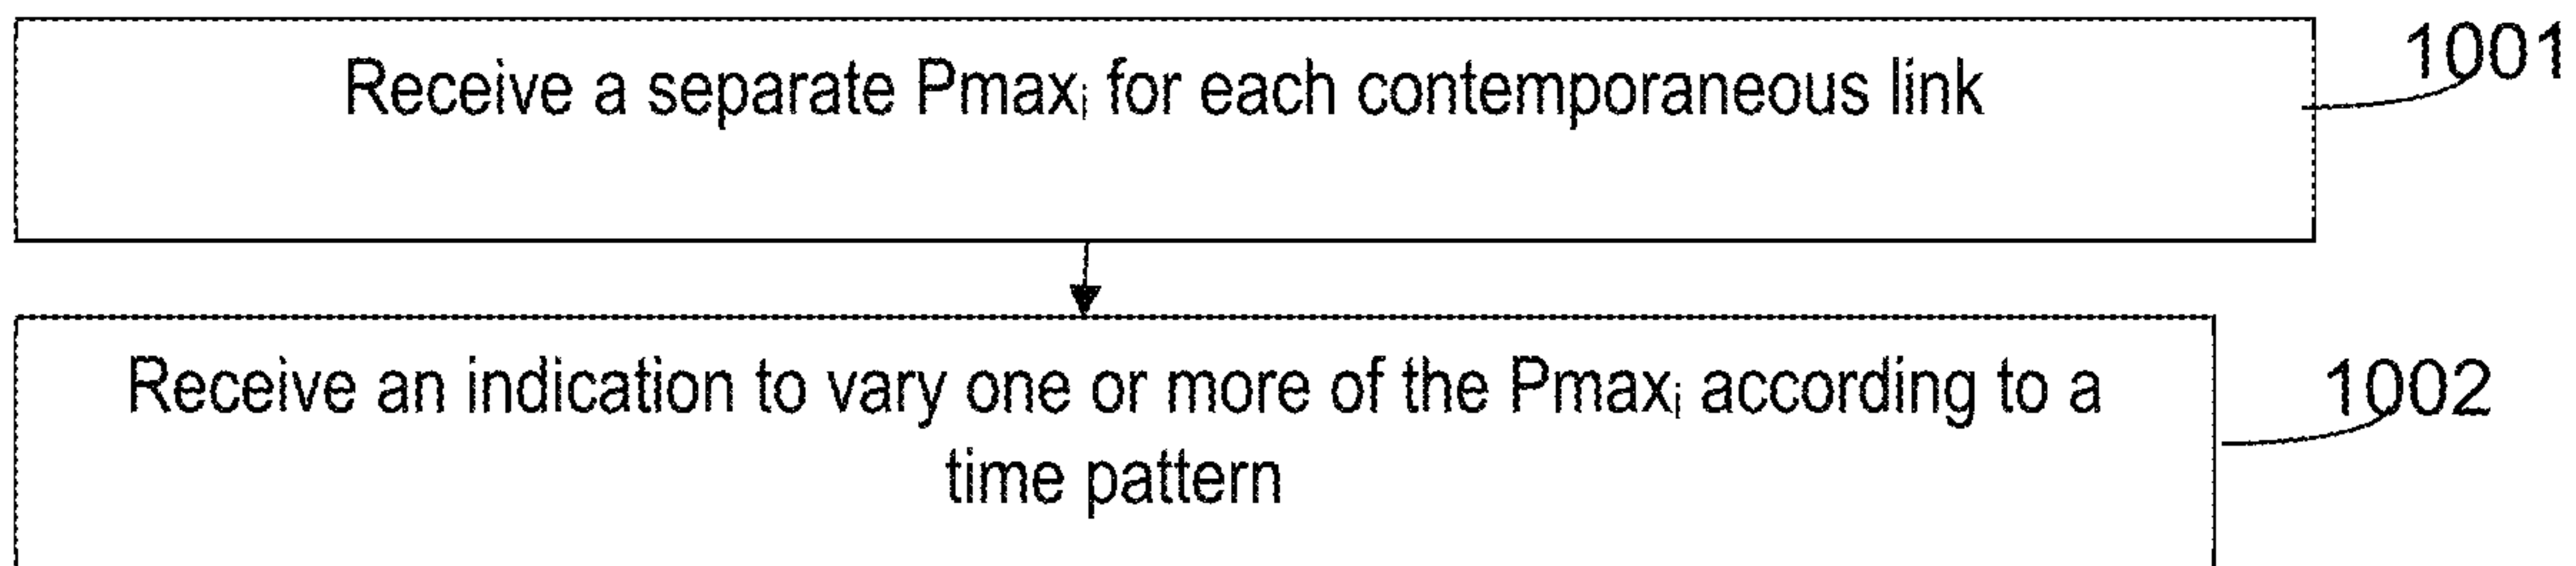 Receive a separate Pmaxᵢ for each contemporaneous link
1001
Receive an indication to vary one or more of the Pmaxᵢ according to a
time pattern
1002